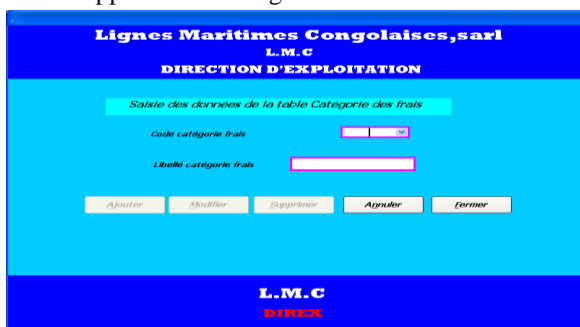 Lignes Maritimes Congolaises,sarl
L.M.C
DIRECTION D'EXPLOITATION
Saisie des données de la table Catégorie des frais
Code catégorie frais
Libellé catégorie frais
Ajouter Modifier Supprimer Annuler Fermer
L.M.C
DIREX